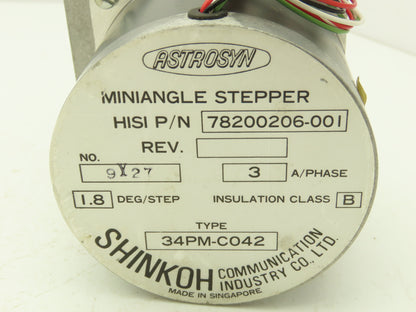 ASTROSYN
MINIANGLE STEPPER
HISI P/N 78200206-001
REV.
NO. 9X27 3 A/PHASE
1.8 DEG/STEP INSULATION CLASS B
TYPE
34PM-C042
SHINKOH COMMUNICATION INDUSTRY CO., LTD.
MADE IN SINGAPORE